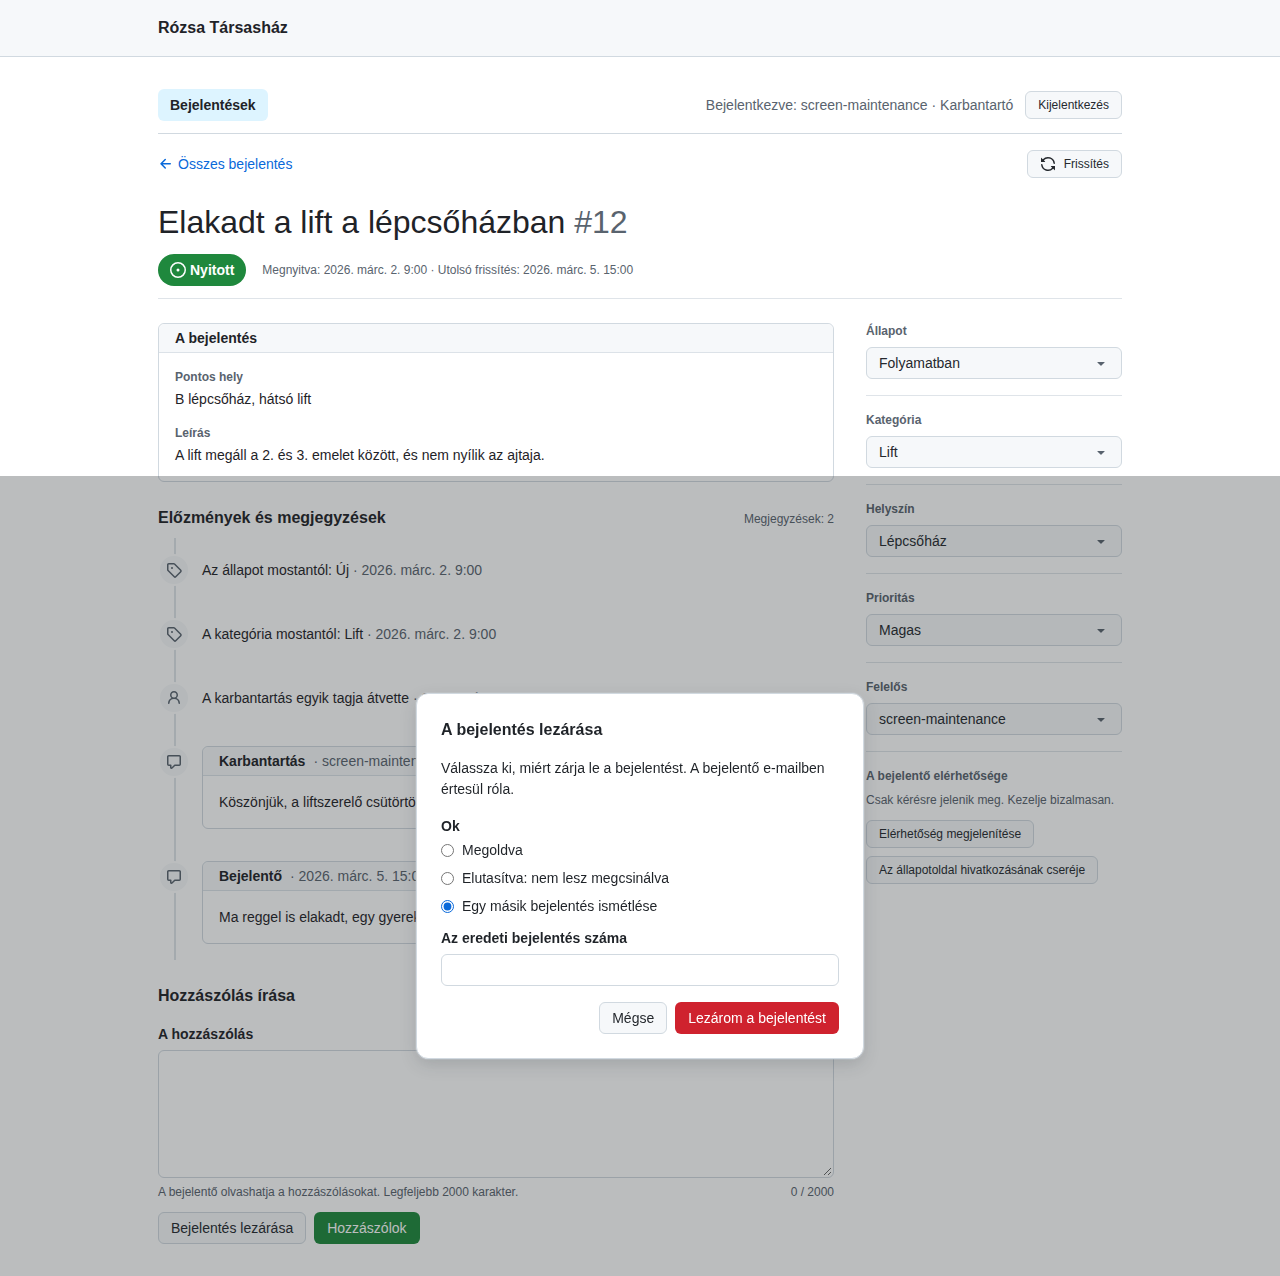 Rózsa Társasház
Bejelentések
Bejelentkezve: screen-maintenance · Karbantartó
Kijelentkezés
Összes bejelentés
Frissítés
Elakadt a lift a lépcsőházban #12
Nyitott
Megnyitva: 2026. márc. 2. 9:00 · Utolsó frissítés: 2026. márc. 5. 15:00
A bejelentés
Pontos hely
B lépcsőház, hátsó lift
Leírás
A lift megáll a 2. és 3. emelet között, és nem nyílik az ajtaja.
Állapot
Folyamatban
Kategória
Lift
Helyszín
Lépcsőház
Prioritás
Magas
Felelős
screen-maintenance
A bejelentő elérhetősége
Csak kérésre jelenik meg. Kezelje bizalmasan.
Elérhetőség megjelenítése
Az állapotoldal hivatkozásának cseréje
Előzmények és megjegyzések
Megjegyzések: 2
Az állapot mostantól: Új · 2026. márc. 2. 9:00
A kategória mostantól: Lift · 2026. márc. 2. 9:00
A karbantartás egyik tagja átvette ·
Karbantartás · screen-mainter
Köszönjük, a liftszerelő csütörtö
Bejelentő · 2026. márc. 5. 15:0
Ma reggel is elakadt, egy gyerek
A bejelentés lezárása
Válassza ki, miért zárja le a bejelentést. A bejelentő e-mailben
értesül róla.
Ok
Megoldva
Elutasítva: nem lesz megcsinálva
Egy másik bejelentés ismétlése
Az eredeti bejelentés száma
Mégse
Lezárom a bejelentést
Hozzászólás írása
A hozzászólás
A bejelentő olvashatja a hozzászólásokat. Legfeljebb 2000 karakter.
0 / 2000
Bejelentés lezárása
Hozzászólok